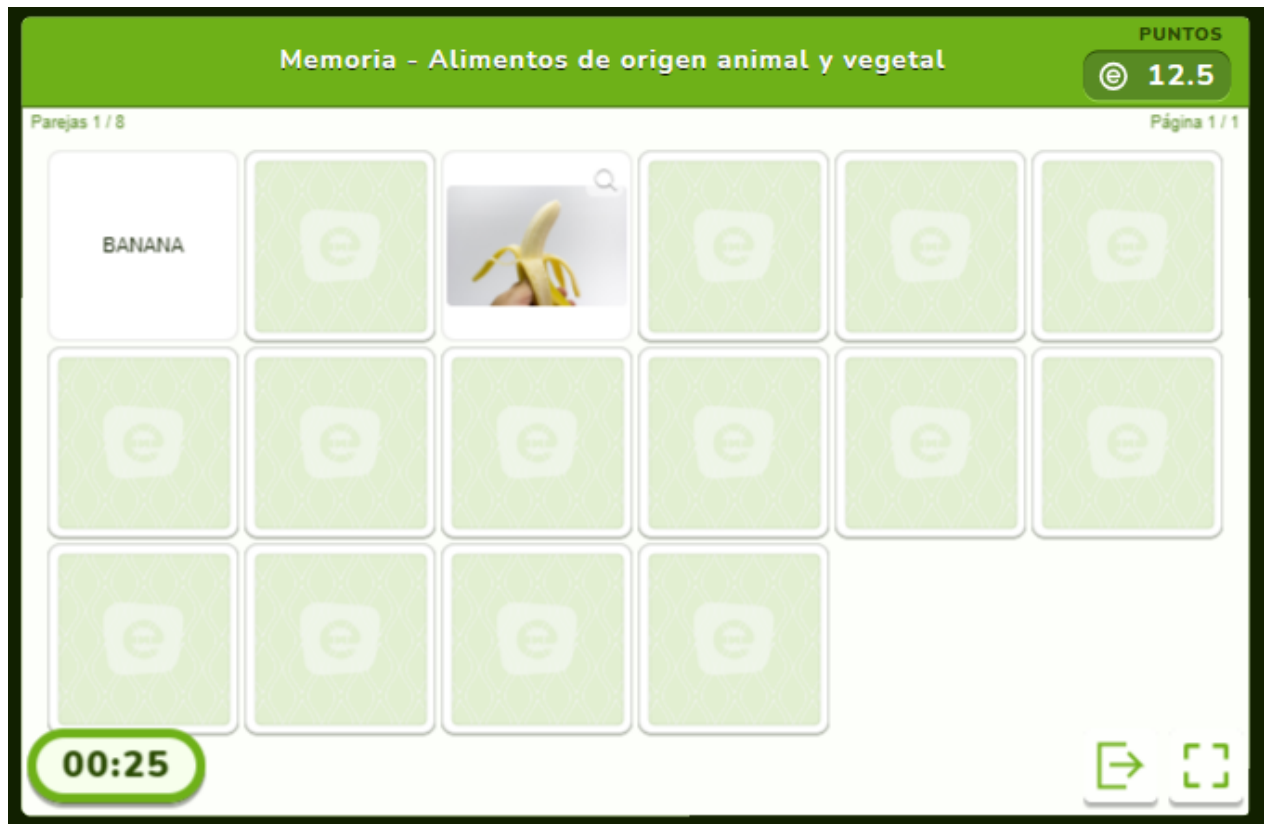 PUNTOS
Memoria - Alimentos de origen animal y vegetal
12.5
Parejas 1 / 8
Página 1 / 1
BANANA
00:25